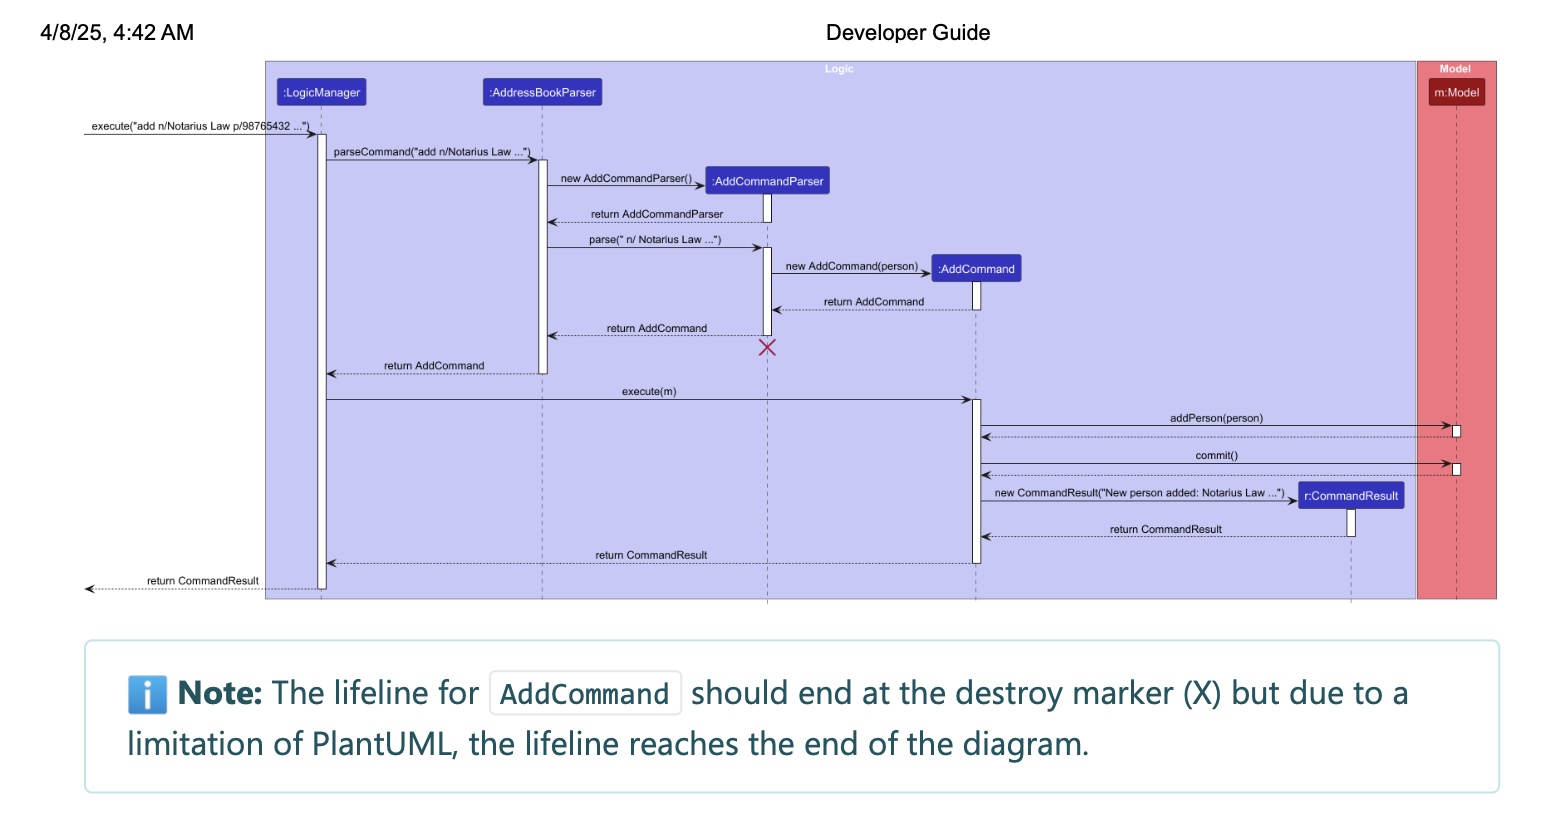 4/8/25, 4:42 AM
Developer Guide
Logic
Model
:LogicManager
:AddressBookParser
m:Model
execute("add n/Notarius Law p/98765432 ...")
parseCommand("add n/Notarius Law ...")
new AddCommandParser()
:AddCommandParser
return AddCommandParser
parse(" n/ Notarius Law ...")
new AddCommand(person)
:AddCommand
return AddCommand
return AddCommand
return AddCommand
execute(m)
addPerson(person)
commit()
new CommandResult("New person added: Notarius Law ...")
r:CommandResult
return CommandResult
return CommandResult
return CommandResult
Note: The lifeline for AddCommand should end at the destroy marker (X) but due to a
limitation of PlantUML, the lifeline reaches the end of the diagram.